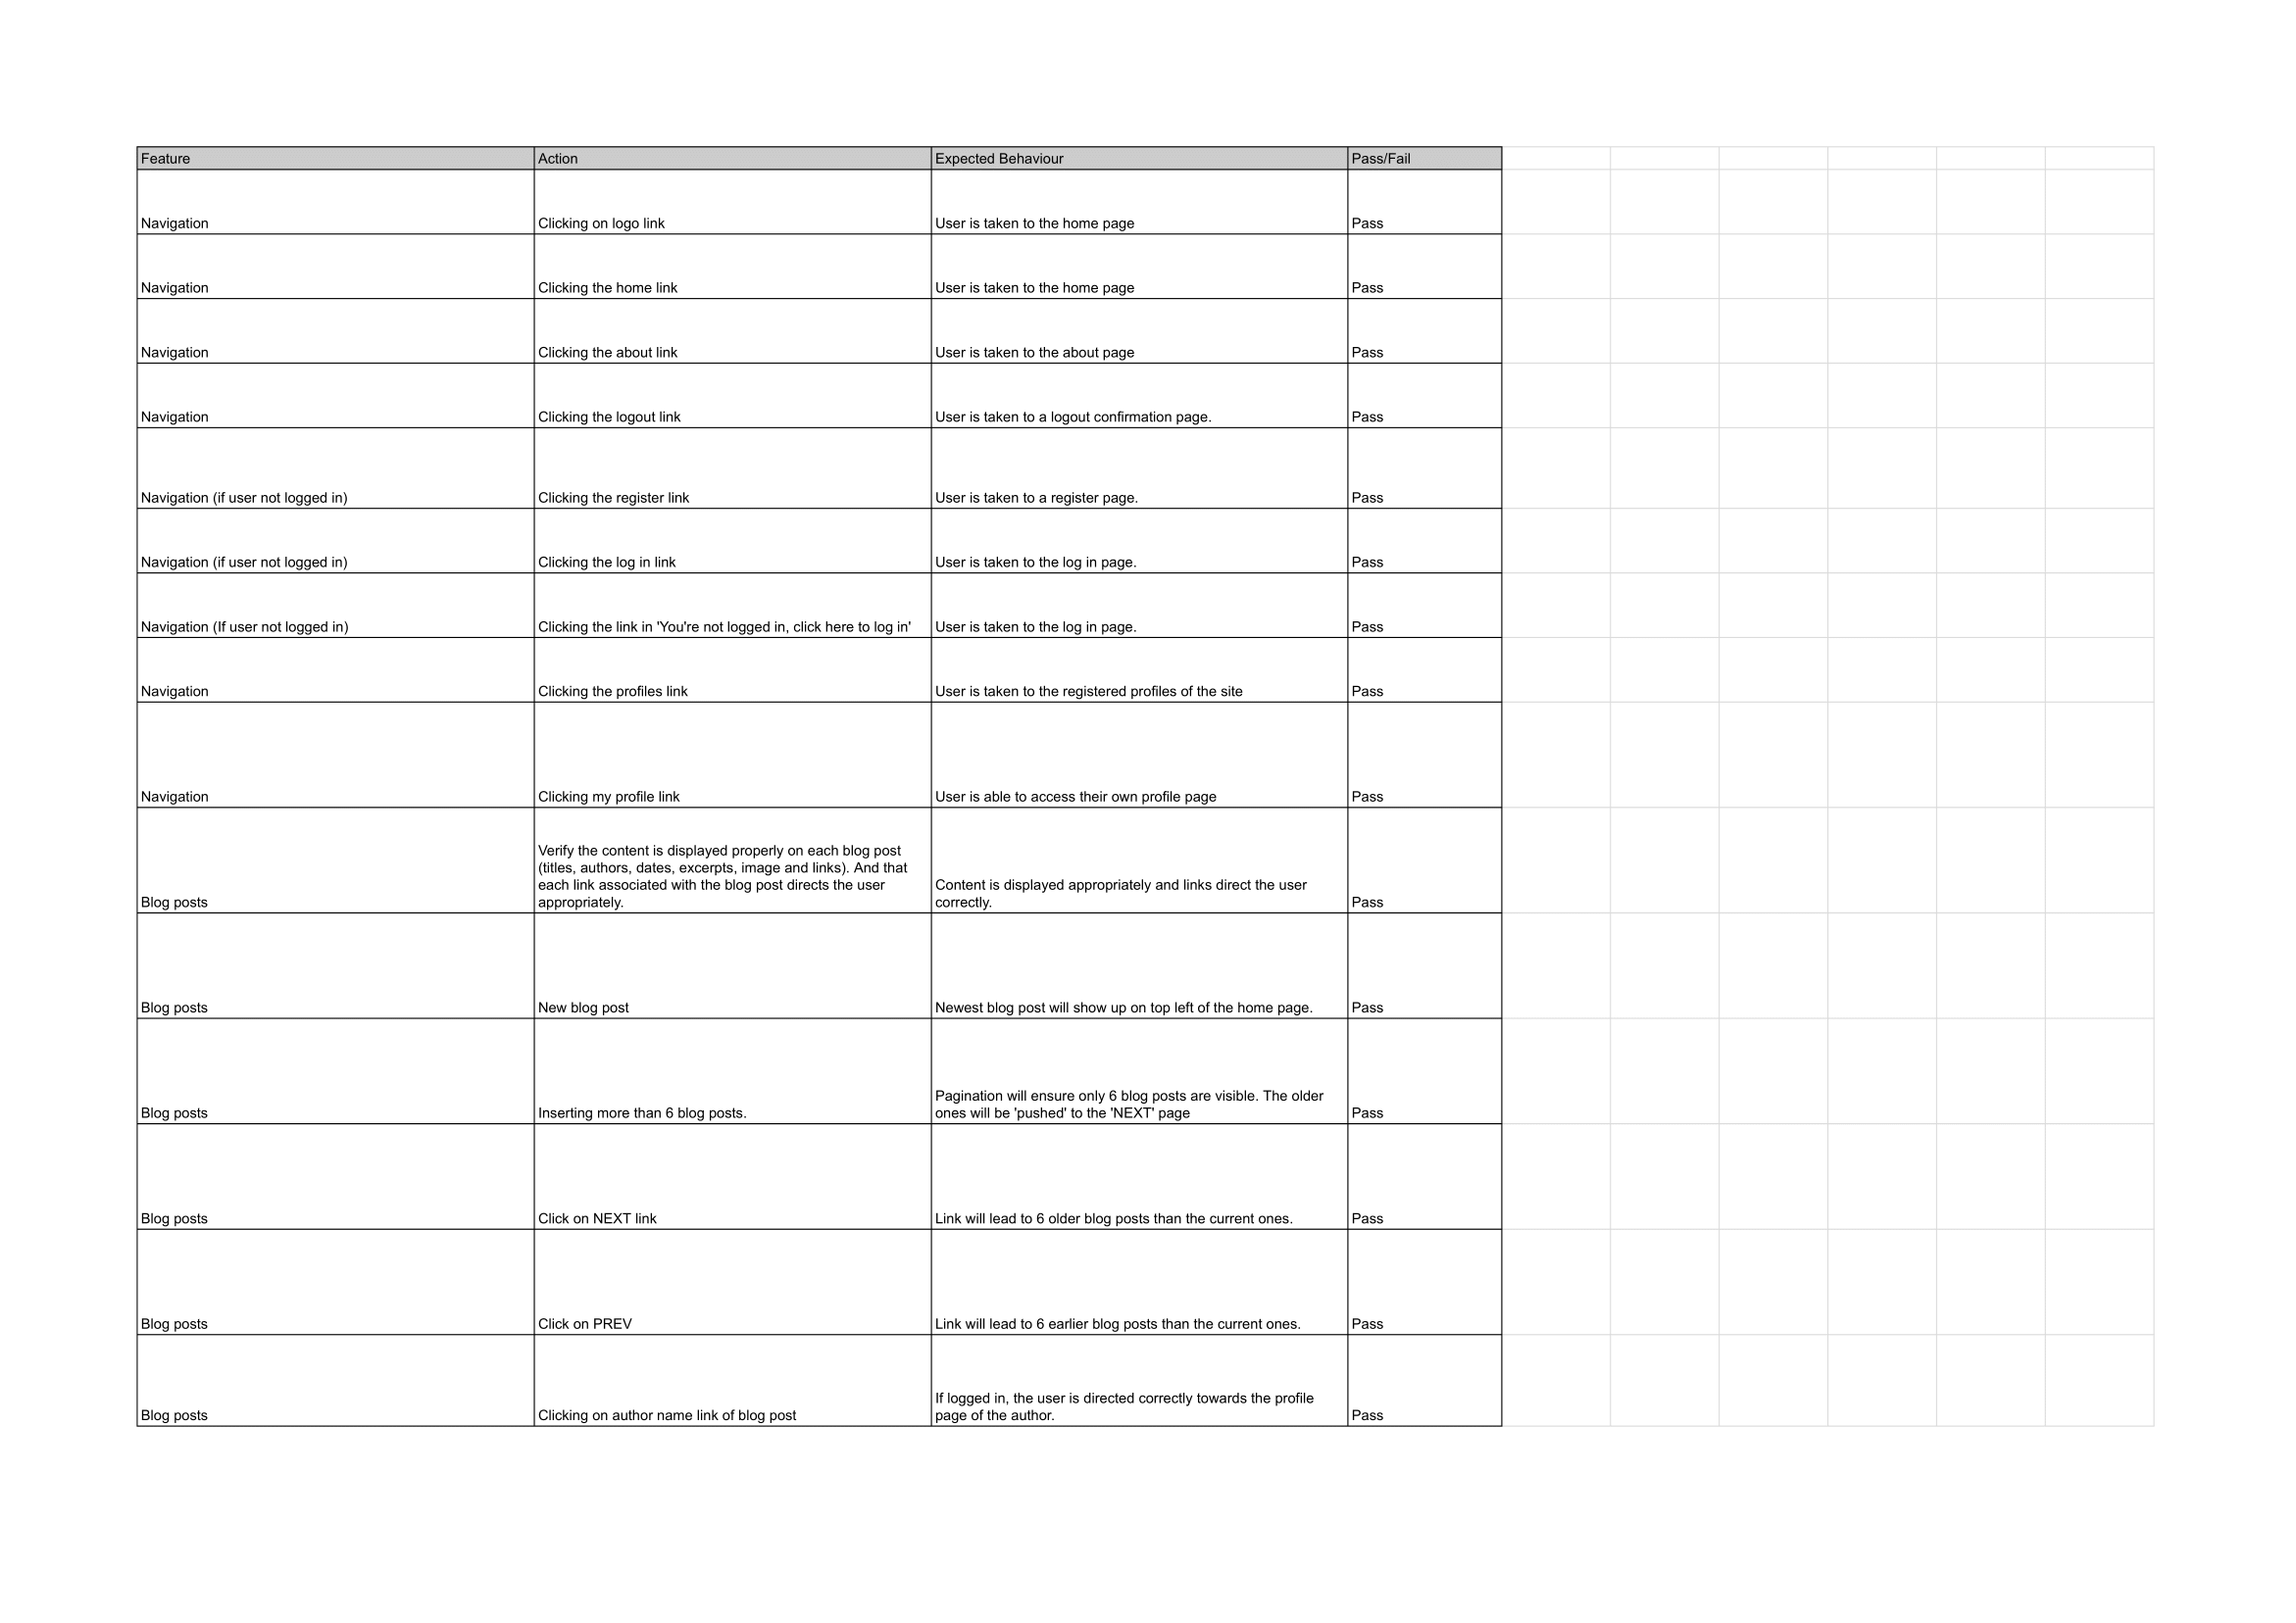 Feature Action Expected Behaviour Pass/Fail
Navigation Clicking on logo link User is taken to the home page Pass
Navigation Clicking the home link User is taken to the home page Pass
Navigation Clicking the about link User is taken to the about page Pass
Navigation Clicking the logout link User is taken to a logout confirmation page. Pass
Navigation (if user not logged in) Clicking the register link User is taken to a register page. Pass
Navigation (if user not logged in) Clicking the log in link User is taken to the log in page. Pass
Navigation (If user not logged in) Clicking the link in 'You're not logged in, click here to log in' User is taken to the log in page. Pass
Navigation Clicking the profiles link User is taken to the registered profiles of the site Pass
Navigation Clicking my profile link User is able to access their own profile page Pass
Blog posts
Verify the content is displayed properly on each blog post
(titles, authors, dates, excerpts, image and links). And that
each link associated with the blog post directs the user
appropriately.
Content is displayed appropriately and links direct the user
correctly.
Pass
Blog posts New blog post Newest blog post will show up on top left of the home page. Pass
Blog posts Inserting more than 6 blog posts.
Pagination will ensure only 6 blog posts are visible. The older
ones will be 'pushed' to the 'NEXT' page
Pass
Blog posts Click on NEXT link Link will lead to 6 older blog posts than the current ones. Pass
Blog posts Click on PREV Link will lead to 6 earlier blog posts than the current ones. Pass
Blog posts Clicking on author name link of blog post
If logged in, the user is directed correctly towards the profile
page of the author.
Pass